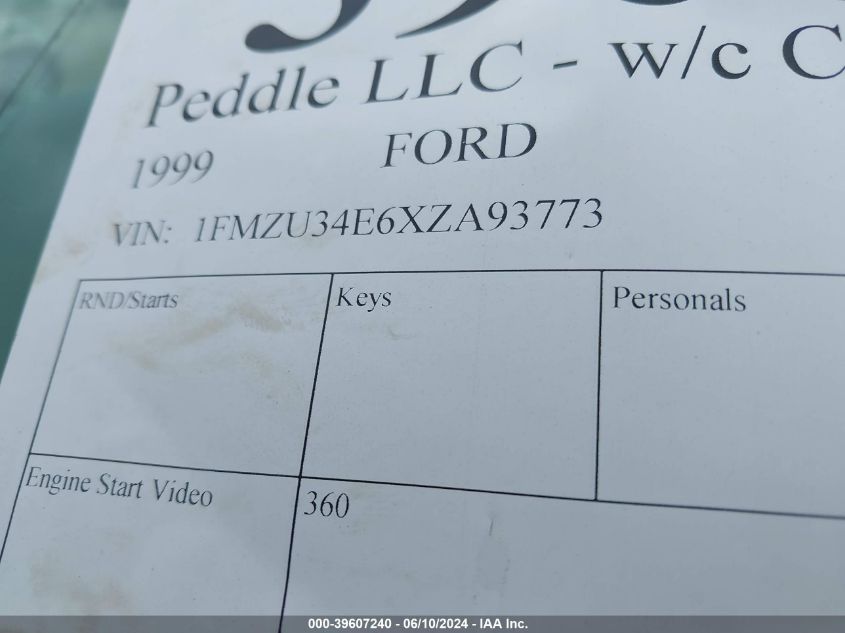 Peddle LLC - w/c C
1999 FORD
VIN: 1FMZU34E6XZA93773
RND/Starts Keys Personals
Engine Start Video 360
000-39607240 - 06/10/2024 - IAA Inc.